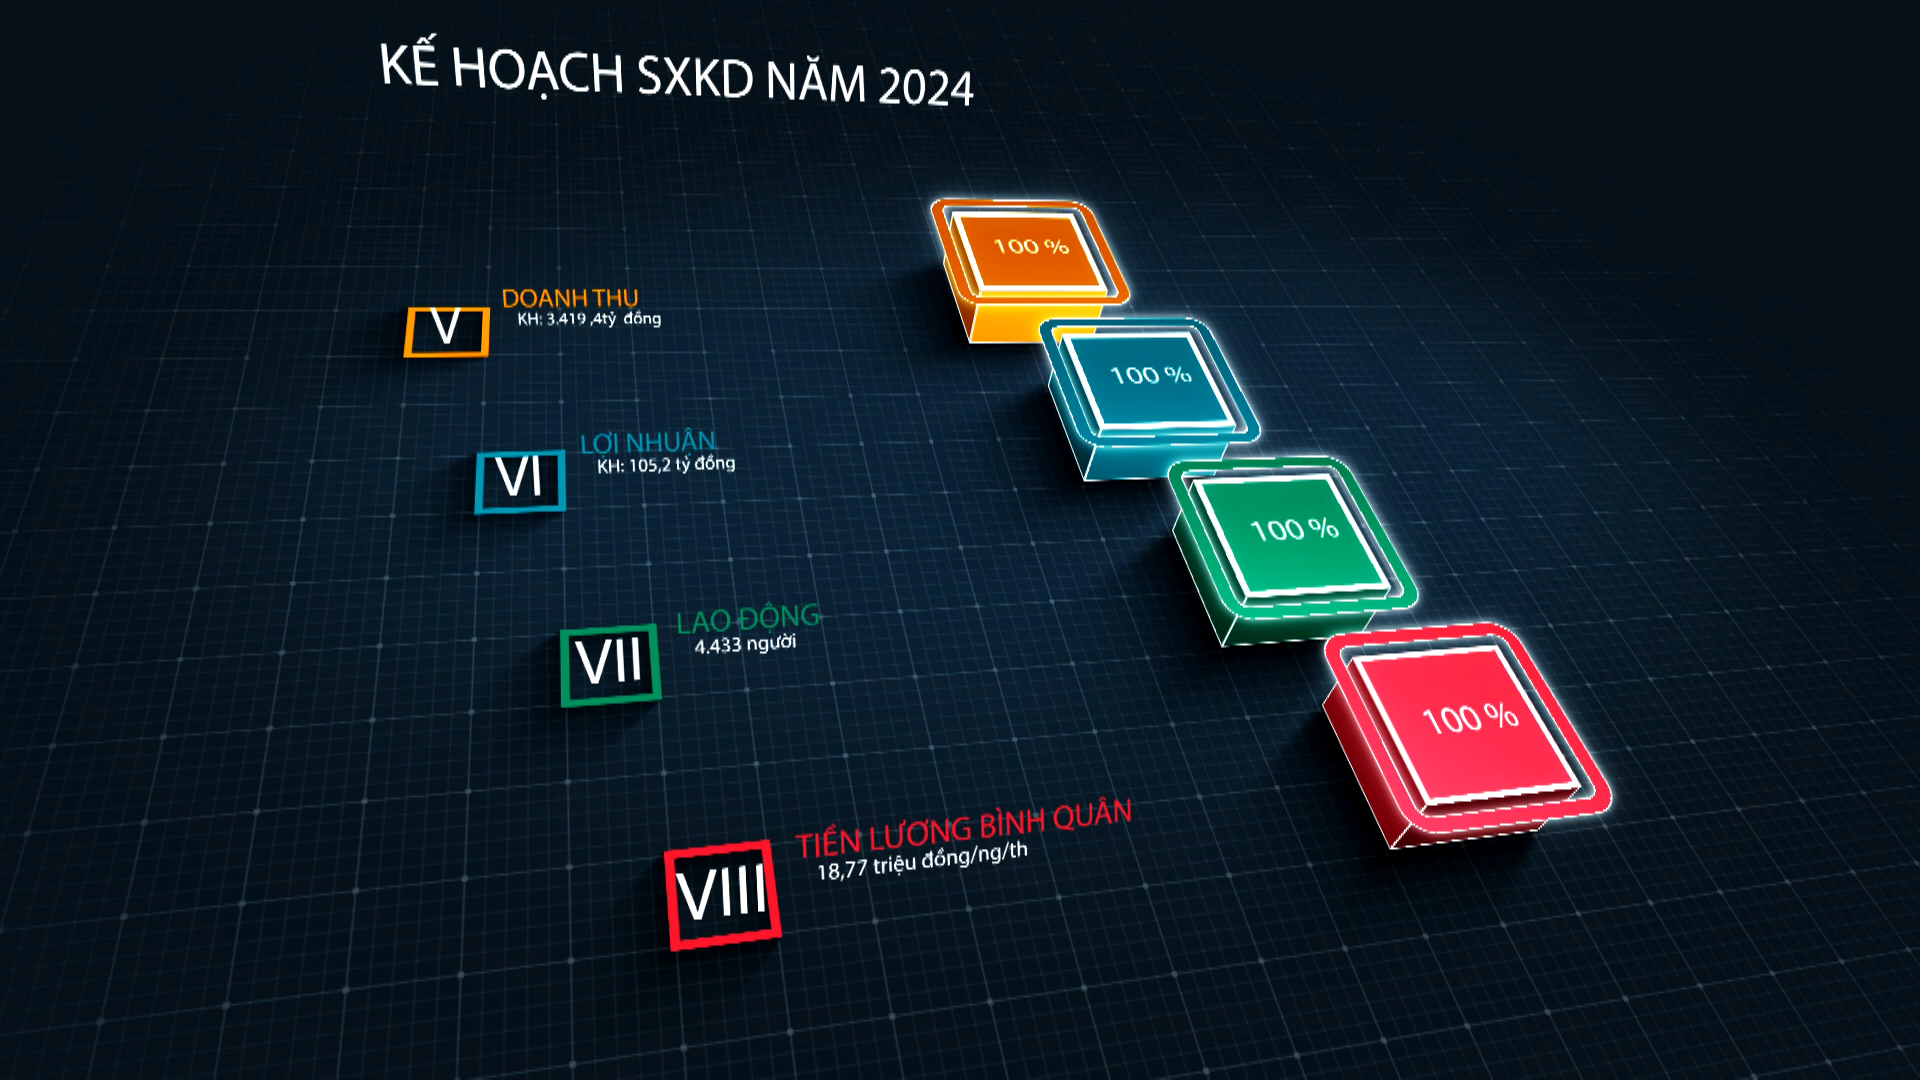 KẾ HOẠCH SXKD NĂM 2024
100 %
V
DOANH THU
KH: 3.419 ,4tỷ đồng
100 %
VI
LỢI NHUẬN
KH: 105,2 tỷ đồng
100 %
VII
LAO ĐỘNG
4.433 người
100 %
VIII
TIỀN LƯƠNG BÌNH QUÂN
18,77 triệu đồng/ng/th